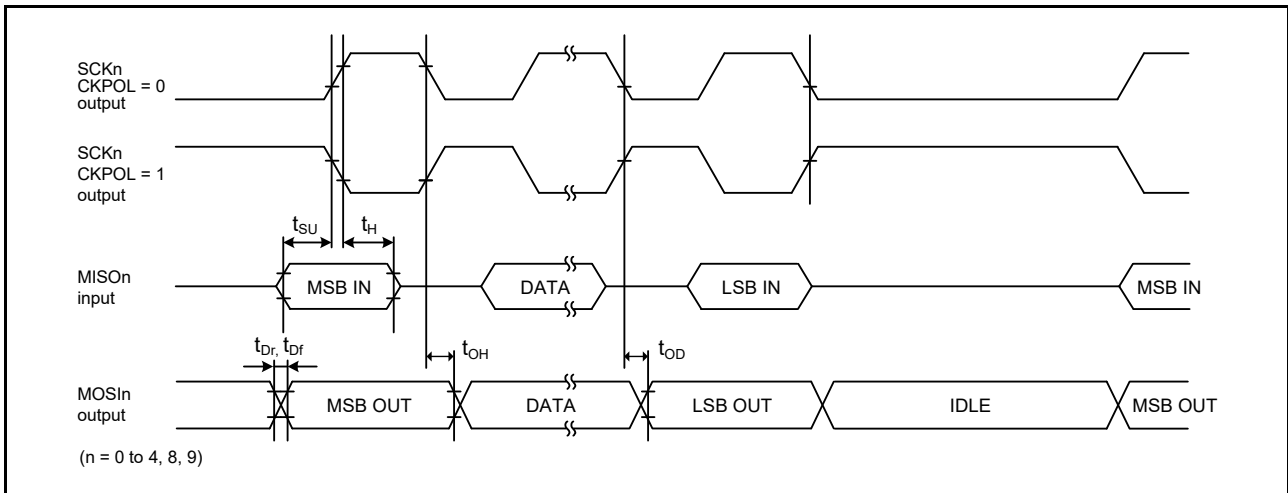 SCKn
CKPOL = 0
output
SCKn
CKPOL = 1
output
tSU
tH
MISOn
input
MSB IN
DATA
LSB IN
MSB IN
tDr, tDf
tOH
tOD
MOSIn
output
MSB OUT
DATA
LSB OUT
IDLE
MSB OUT
(n = 0 to 4, 8, 9)